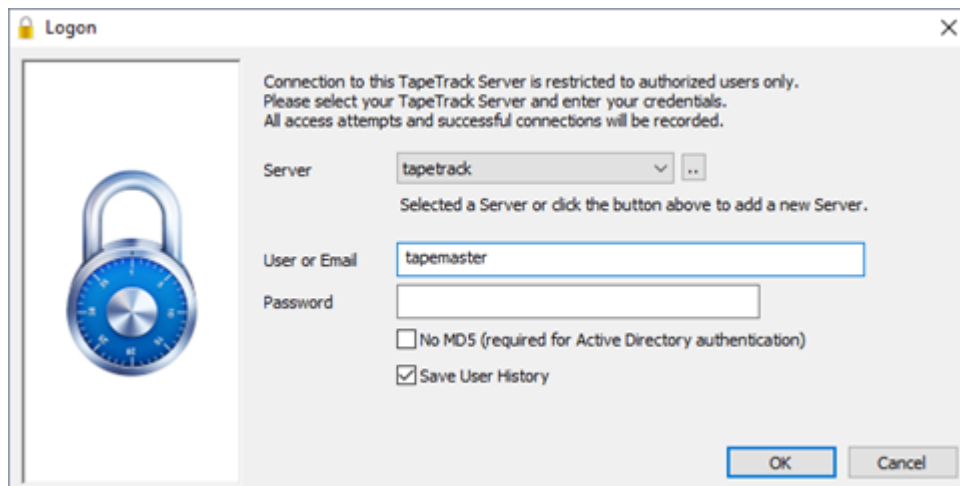 Logon
Connection to this TapeTrack Server is restricted to authorized users only.
Please select your TapeTrack Server and enter your credentials.
All access attempts and successful connections will be recorded.
Server tapetrack ..
Selected a Server or click the button above to add a new Server.
User or Email tapemaster
Password
No MD5 (required for Active Directory authentication)
Save User History
OK Cancel